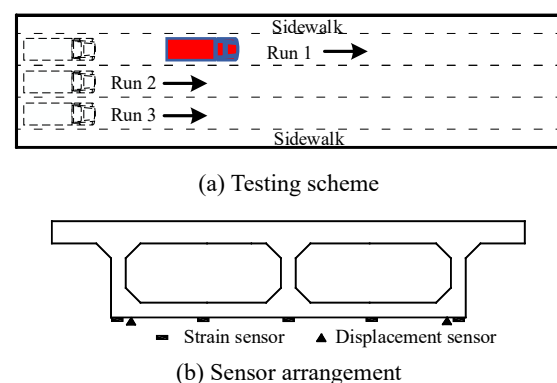 Sidewalk
Run 1
Run 2
Run 3
Sidewalk
(a) Testing scheme
Strain sensor
Displacement sensor
(b) Sensor arrangement